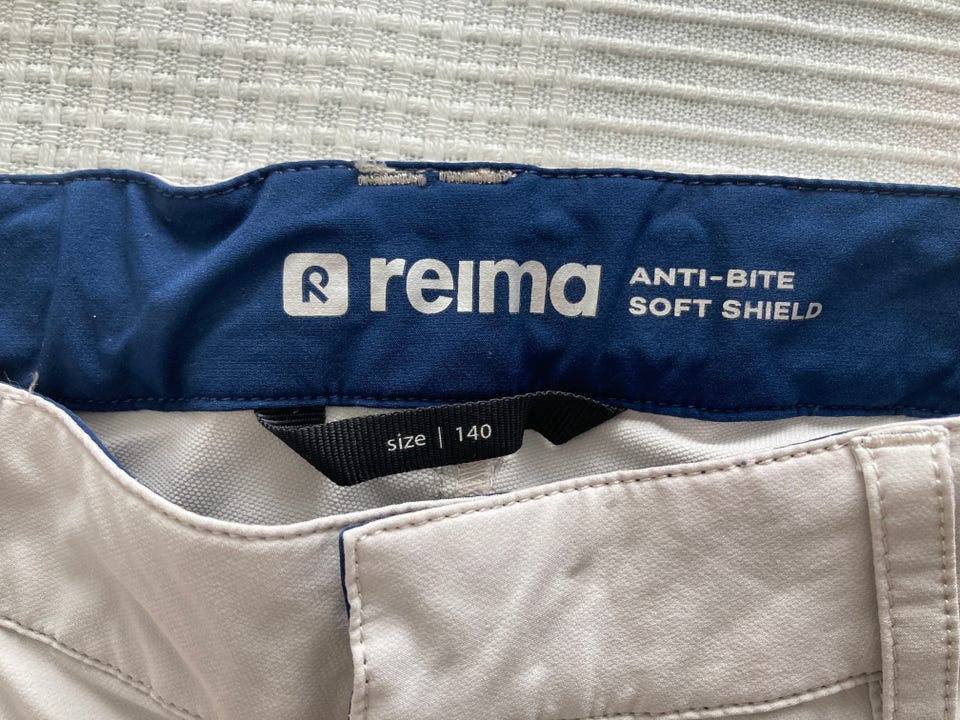 R reima
ANTI-BITE
SOFT SHIELD
size | 140